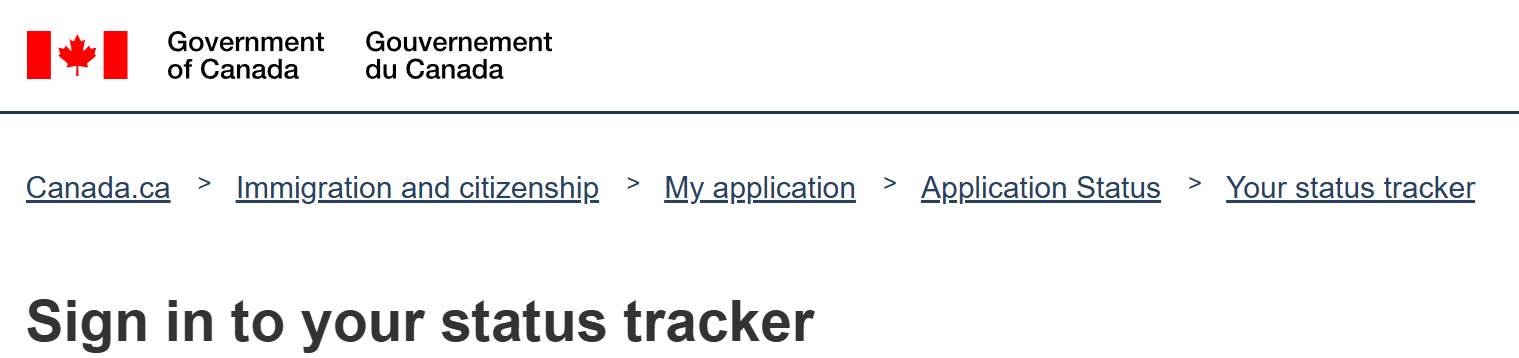 Government Gouvernement
of Canada du Canada
Canada.ca > Immigration and citizenship > My application > Application Status > Your status tracker
Sign in to your status tracker